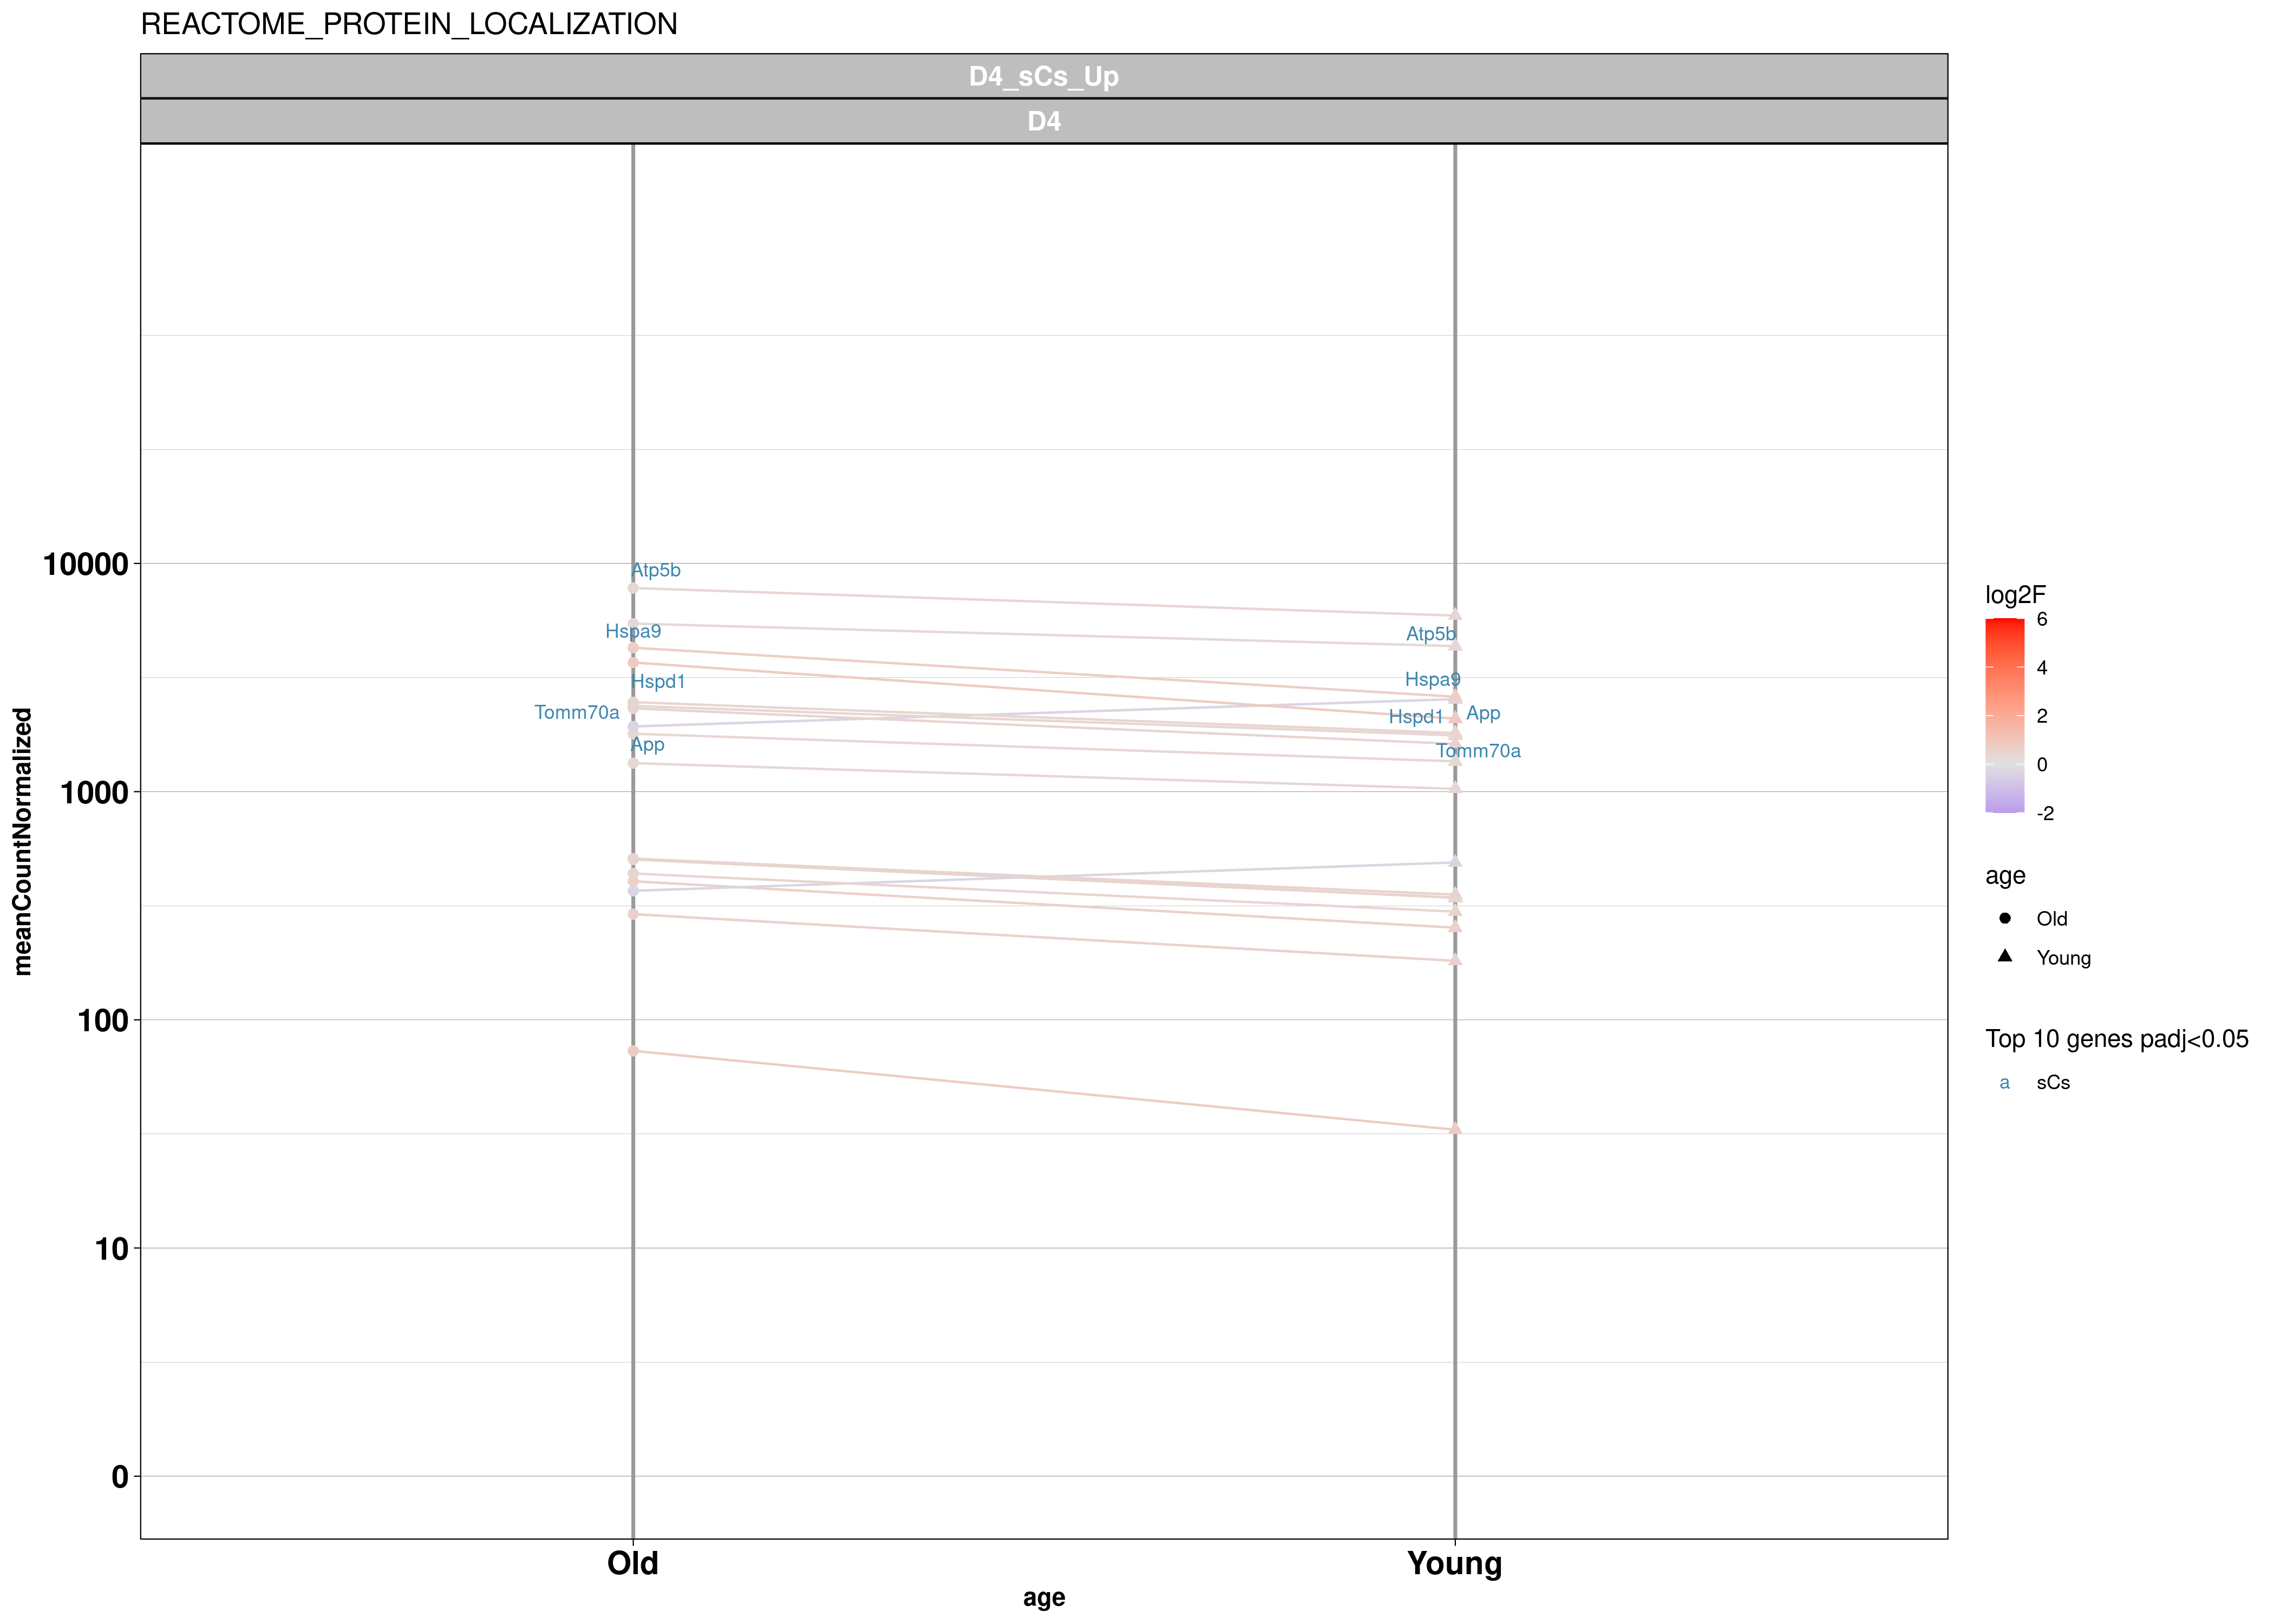 REACTOME_PROTEIN_LOCALIZATION
D4_sCs_Up
D4
meanCountNormalized
10000
1000
100
10
0
Atp5b
Hspa9
Hspd1
Tomm70a
App
Atp5b
Hspa9
Hspd1
App
Tomm70a
Old
Young
age
log2F
6
4
2
0
-2
age
Old
Young
Top 10 genes padj<0.05
a sCs